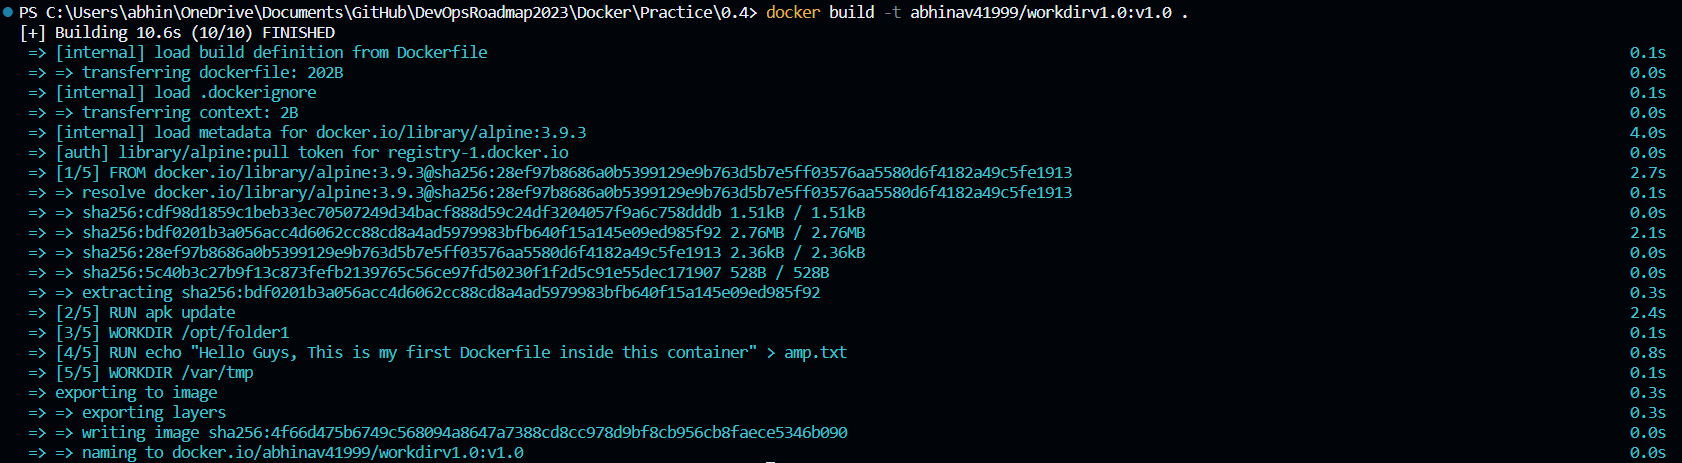 PS C:\Users\abhin\OneDrive\Documents\GitHub\DevOpsRoadmap2023\Docker\Practice\0.4> docker build -t abhinav41999/workdirv1.0:v1.0 .
[+] Building 10.6s (10/10) FINISHED
=> [internal] load build definition from Dockerfile 0.1s
=> => transferring dockerfile: 202B 0.0s
=> [internal] load .dockerignore 0.1s
=> => transferring context: 2B 0.0s
=> [internal] load metadata for docker.io/library/alpine:3.9.3 4.0s
=> [auth] library/alpine:pull token for registry-1.docker.io 0.0s
=> [1/5] FROM docker.io/library/alpine:3.9.3@sha256:28ef97b8686a0b5399129e9b763d5b7e5ff03576aa5580d6f4182a49c5fe1913 2.7s
=> => resolve docker.io/library/alpine:3.9.3@sha256:28ef97b8686a0b5399129e9b763d5b7e5ff03576aa5580d6f4182a49c5fe1913 0.1s
=> => sha256:cdf98d1859c1beb33ec70507249d34bacf888d59c24df3204057f9a6c758dddb 1.51kB / 1.51kB 0.0s
=> => sha256:bdf0201b3a056acc4d6062cc88cd8a4ad5979983bfb640f15a145e09ed985f92 2.76MB / 2.76MB 2.1s
=> => sha256:28ef97b8686a0b5399129e9b763d5b7e5ff03576aa5580d6f4182a49c5fe1913 2.36kB / 2.36kB 0.0s
=> => sha256:5c40b3c27b9f13c873fefb2139765c56ce97fd50230f1f2d5c91e55dec171907 528B / 528B 0.0s
=> => extracting sha256:bdf0201b3a056acc4d6062cc88cd8a4ad5979983bfb640f15a145e09ed985f92 0.3s
=> [2/5] RUN apk update 2.4s
=> [3/5] WORKDIR /opt/folder1 0.1s
=> [4/5] RUN echo "Hello Guys, This is my first Dockerfile inside this container" > amp.txt 0.8s
=> [5/5] WORKDIR /var/tmp 0.1s
=> exporting to image 0.3s
=> => exporting layers 0.3s
=> => writing image sha256:4f66d475b6749c568094a8647a7388cd8cc978d9bf8cb956cb8faece5346b090 0.0s
=> => naming to docker.io/abhinav41999/workdirv1.0:v1.0 0.0s